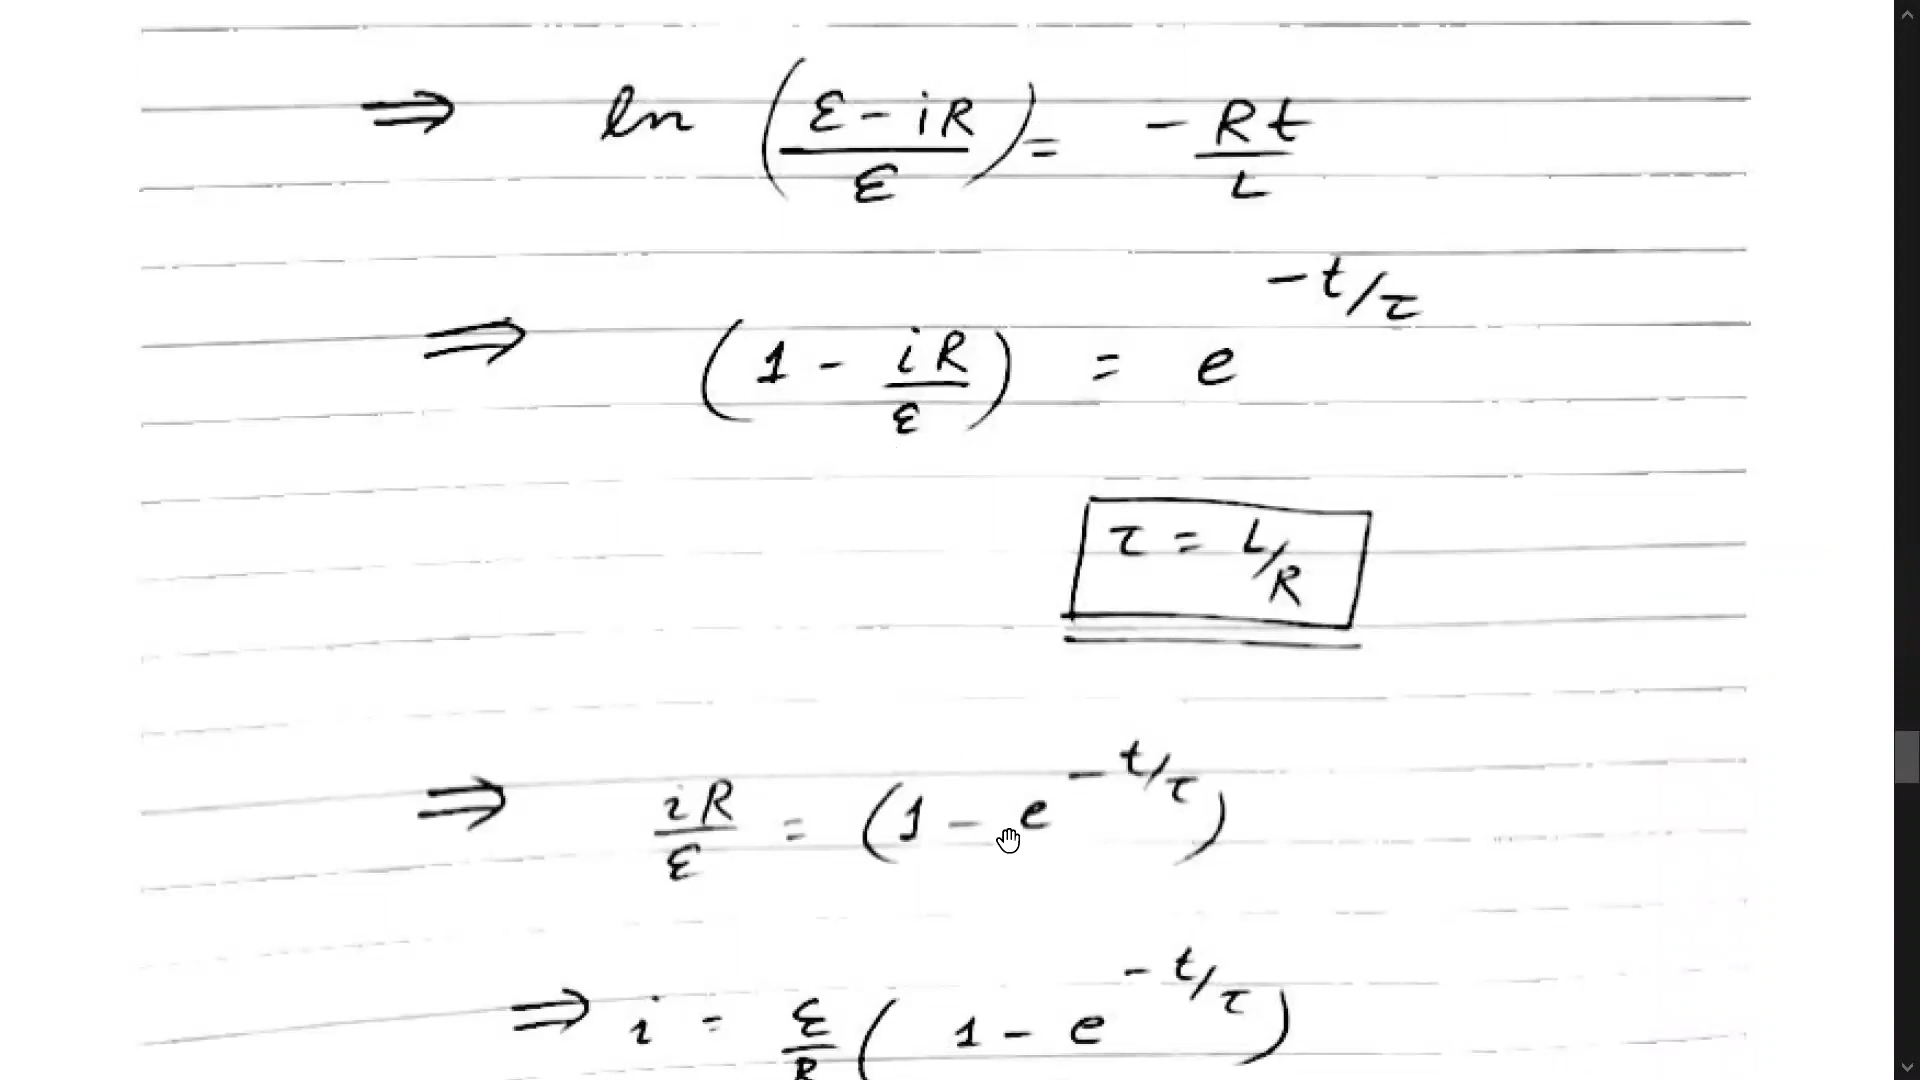 ⇒ ln (ε - iR / ε) = - Rt / L
⇒ (1 - iR / ε) = e^(-t/τ)
τ = L/R
⇒ iR / ε = (1 - e^(-t/τ))
⇒ i = ε / R (1 - e^(-t/τ))